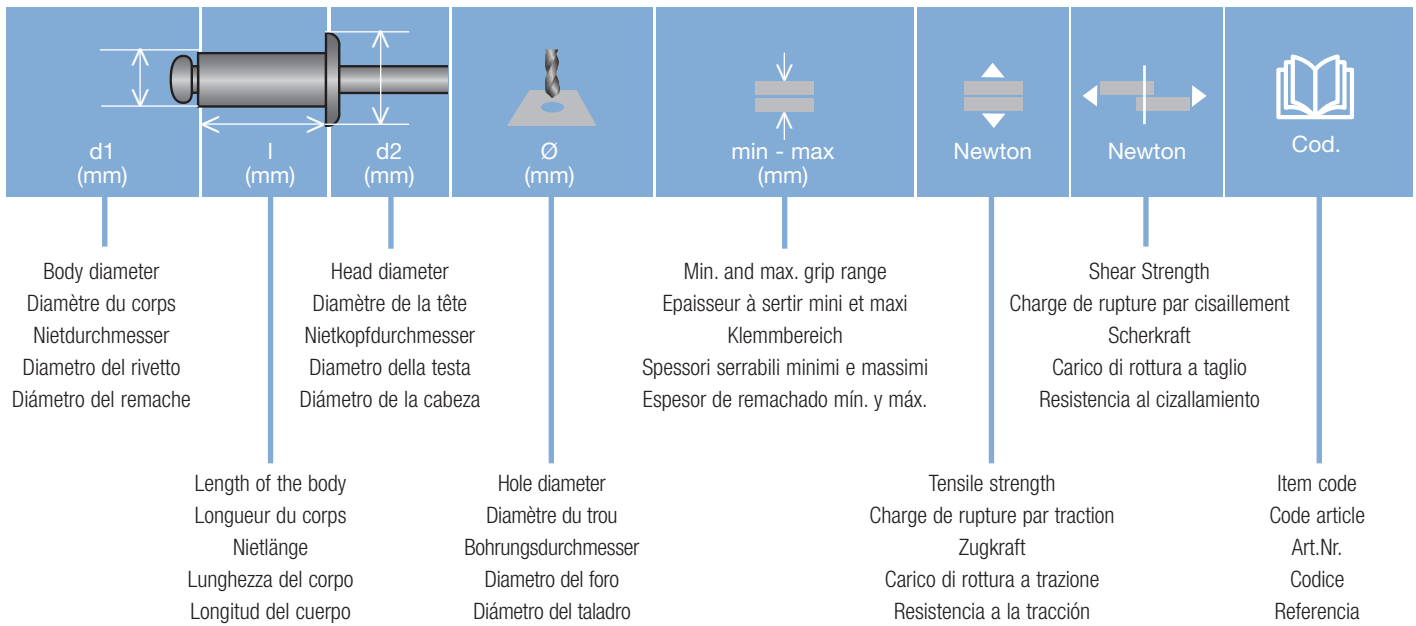 d1
(mm)
l
(mm)
d2
(mm)
Ø
(mm)
min - max
(mm)
Newton
Newton
Cod.
Body diameter
Diamètre du corps
Nietdurchmesser
Diametro del rivetto
Diámetro del remache
Head diameter
Diamètre de la tête
Nietkopfdurchmesser
Diametro della testa
Diámetro de la cabeza
Min. and max. grip range
Epaisseur à sertir mini et maxi
Klemmbereich
Spessori serrabili minimi e massimi
Espesor de remachado mín. y máx.
Shear Strength
Charge de rupture par cisaillement
Scherkraft
Carico di rottura a taglio
Resistencia al cizallamiento
Length of the body
Longueur du corps
Nietlänge
Lunghezza del corpo
Longitud del cuerpo
Hole diameter
Diamètre du trou
Bohrungsdurchmesser
Diametro del foro
Diámetro del taladro
Tensile strength
Charge de rupture par traction
Zugkraft
Carico di rottura a trazione
Resistencia a la tracción
Item code
Code article
Art.Nr.
Codice
Referencia